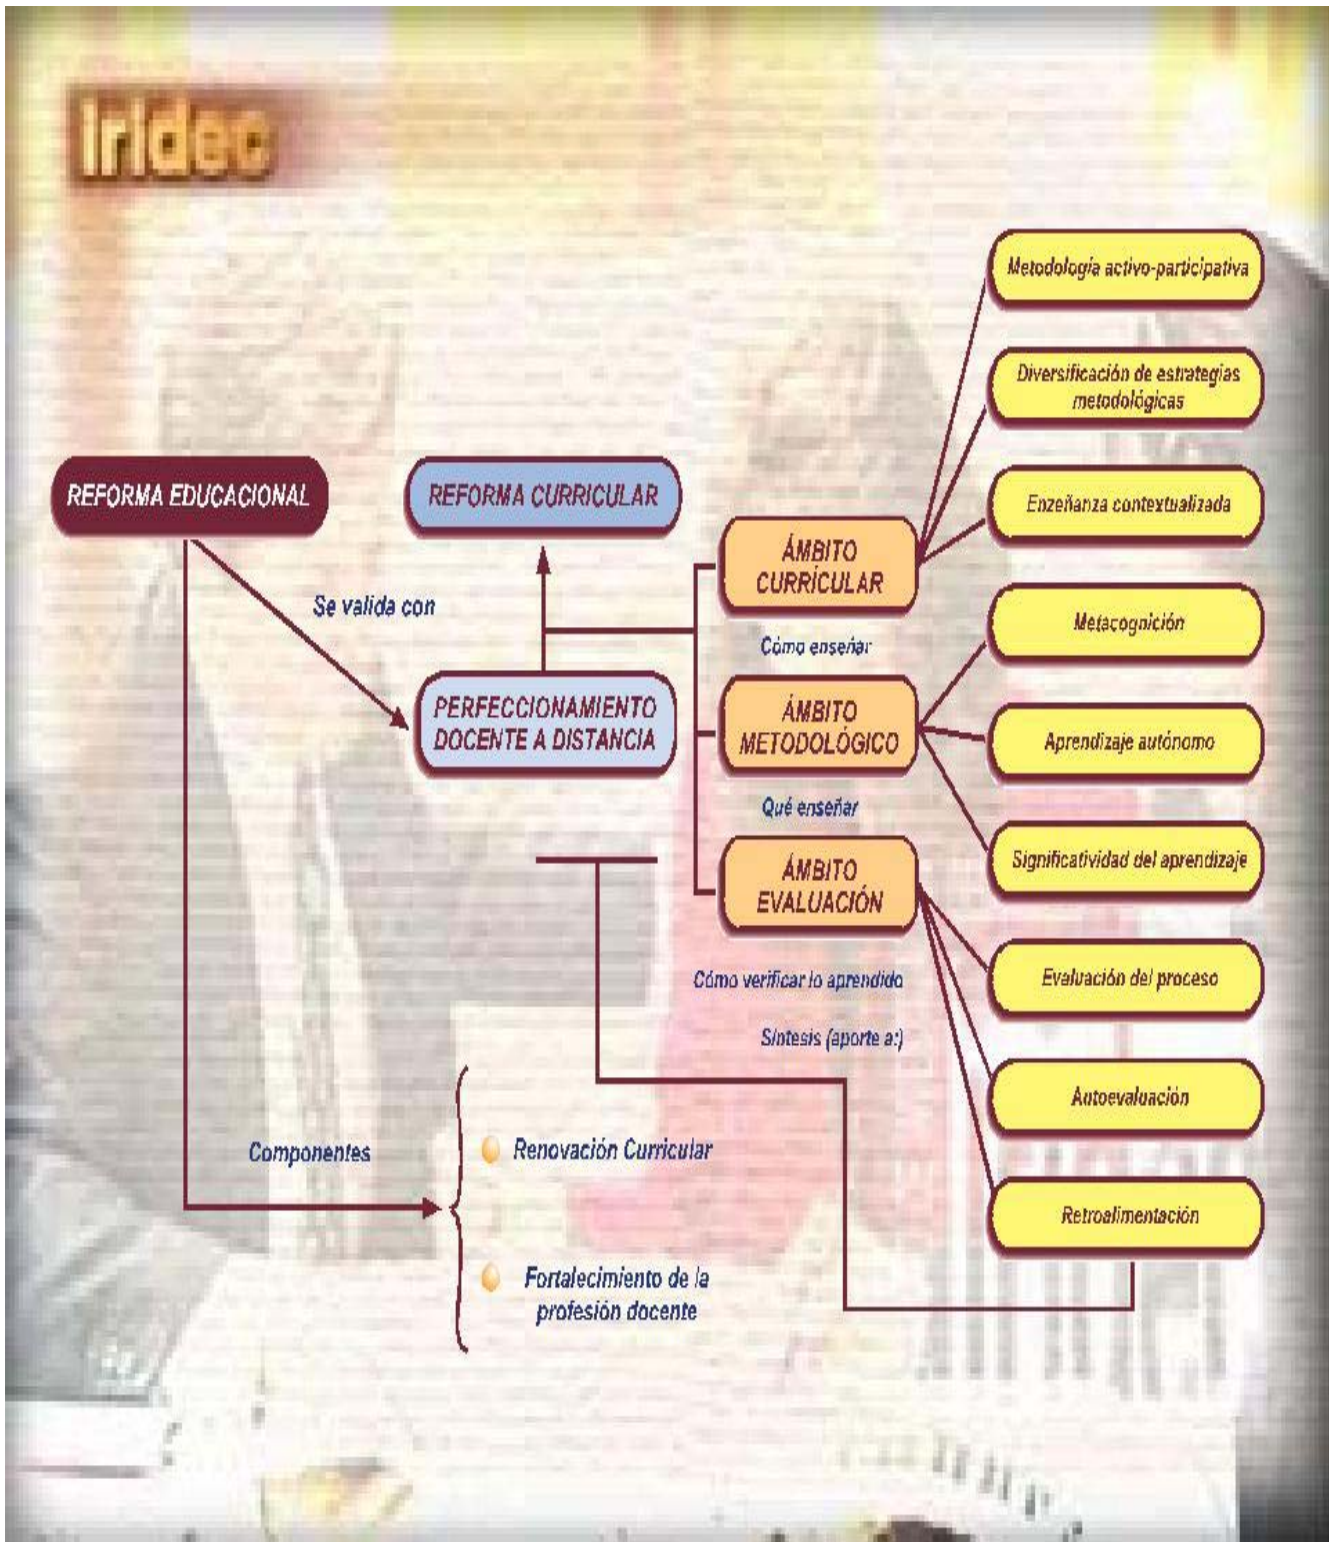 iridec
Metodología activo-participativa
Diversificación de estrategias
metodológicas
Enzeñanza contextualizada
Metacognición
Aprendizaje autónomo
Significatividad del aprendizaje
Evaluación del proceso
Autoevaluación
Retroalimentación
REFORMA EDUCACIONAL
REFORMA CURRICULAR
Se valida con
PERFECCIONAMIENTO
DOCENTE A DISTANCIA
ÁMBITO
CURRÍCULAR
Cómo enseñar
ÁMBITO
METODOLÓGICO
Qué enseñar
ÁMBITO
EVALUACIÓN
Cómo verificar lo aprendido
Síntesis (aporte a:)
Componentes
Renovación Curricular
Fortalecimiento de la
profesión docente